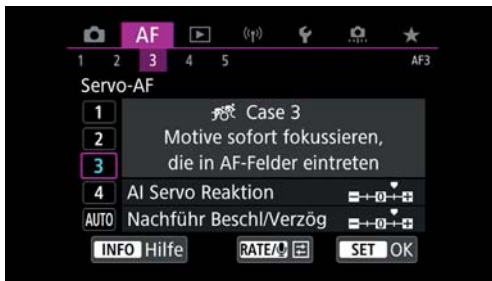 AF
1 2 3 4 5 AF3
Servo-AF
1 Case 3
2 Motive sofort fokussieren,
3 die in AF-Felder eintreten
4 AI Servo Reaktion
AUTO Nachführ Beschl/Verzög
INFO Hilfe RATE/ SET OK